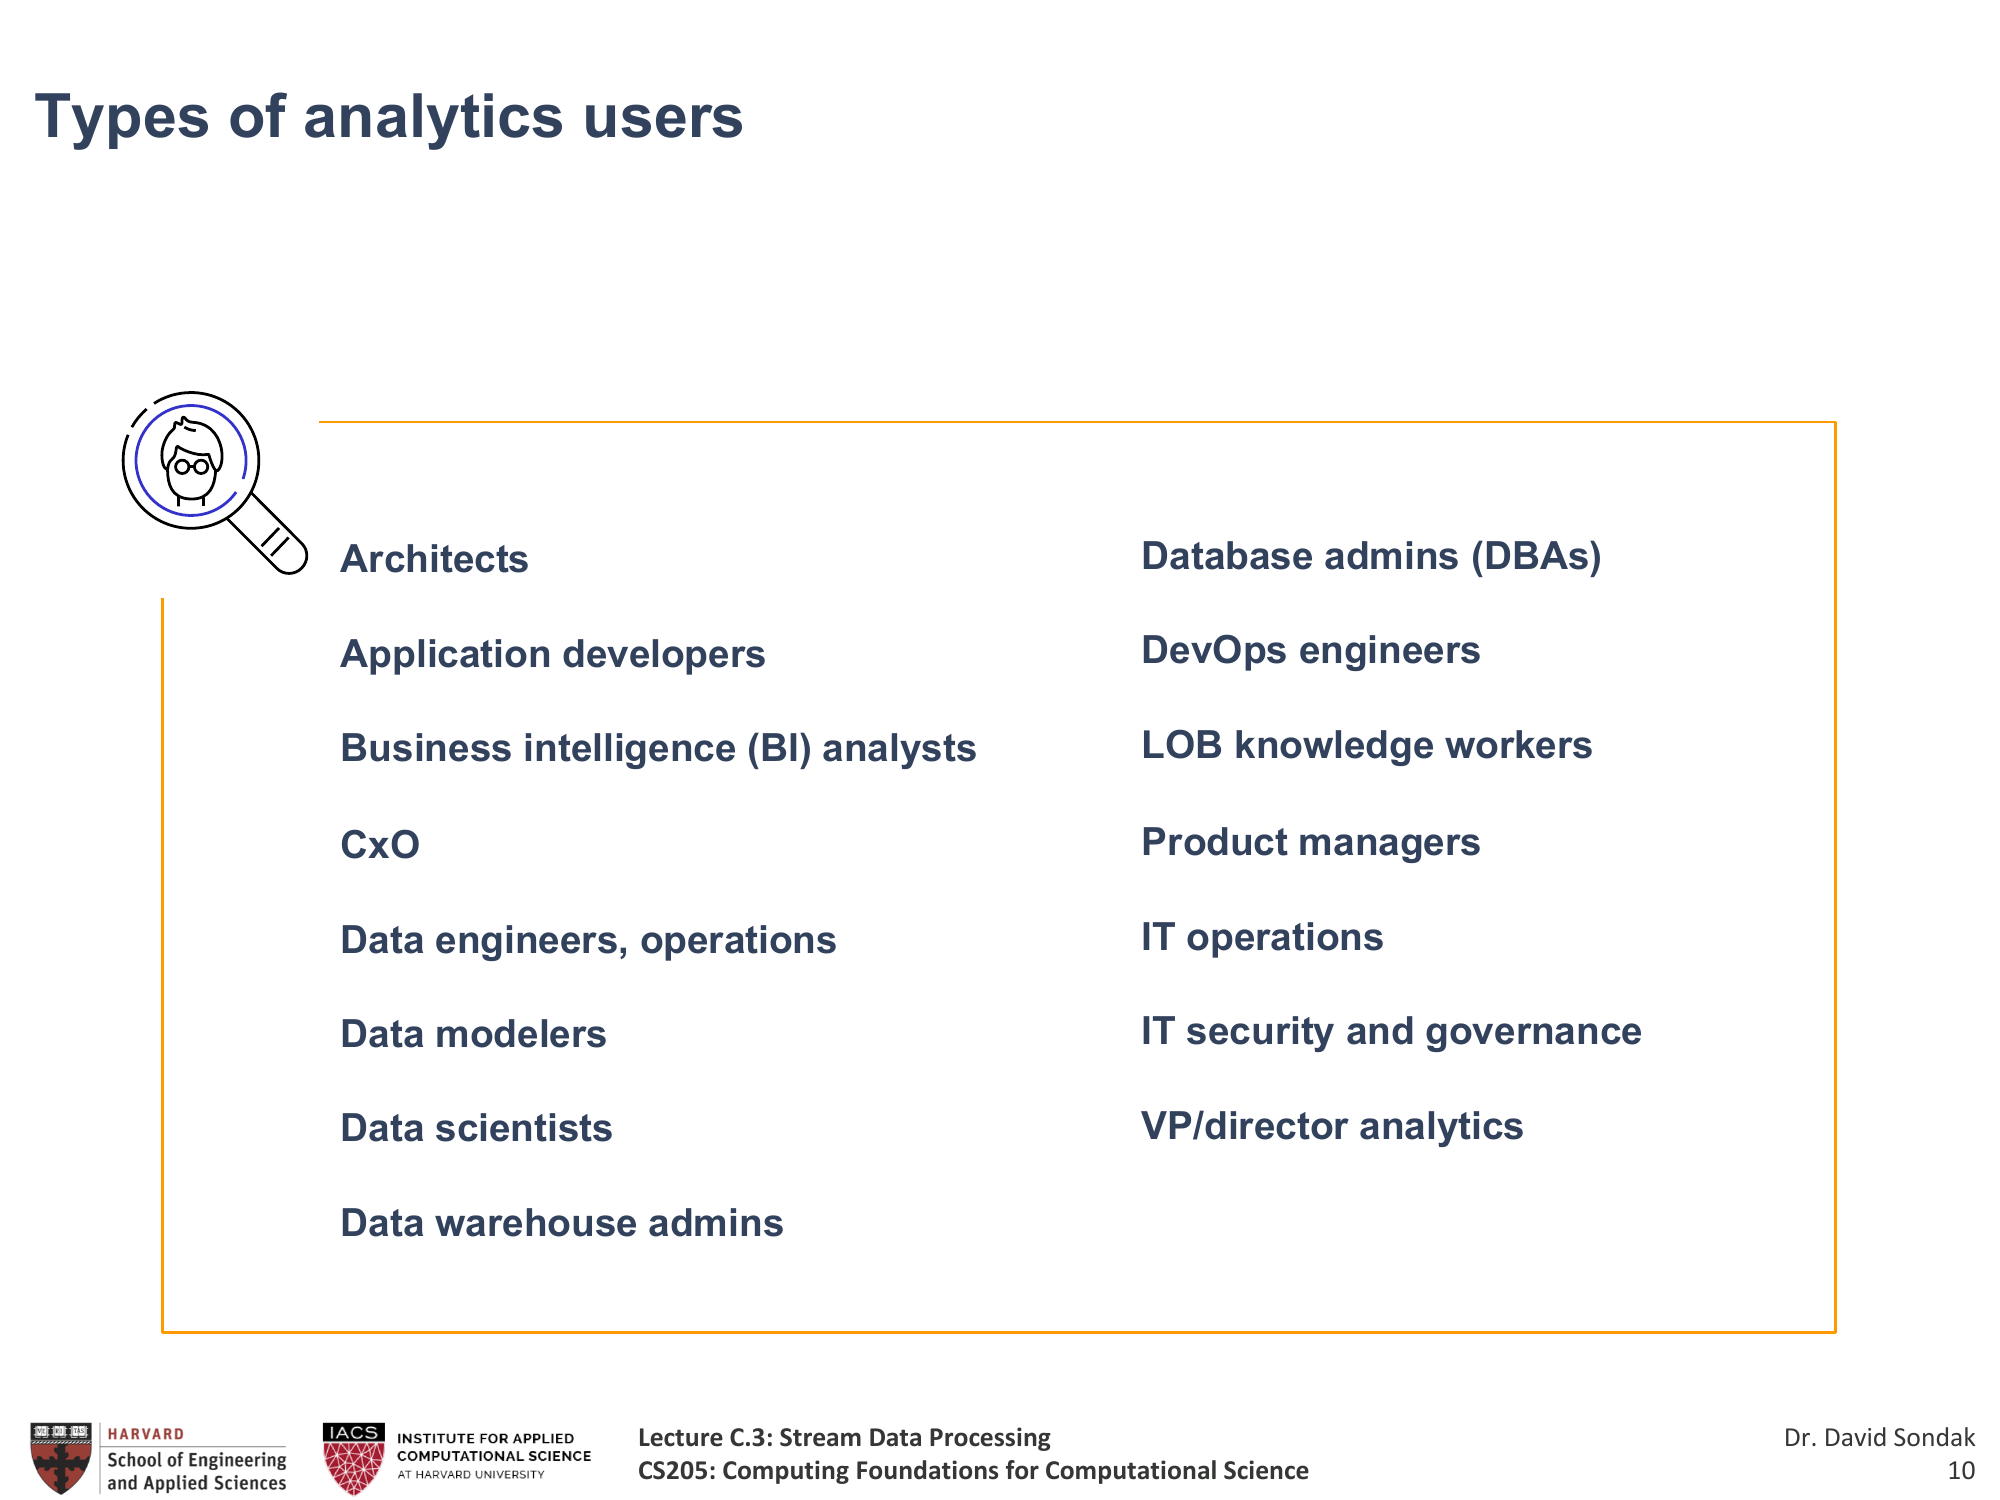 Types of analytics users
Architects
Application developers
Business intelligence (BI) analysts
CxO
Data engineers, operations
Data modelers
Data scientists
Data warehouse admins
Database admins (DBAs)
DevOps engineers
LOB knowledge workers
Product managers
IT operations
IT security and governance
VP/director analytics
HARVARD
School of Engineering
and Applied Sciences
IACS
INSTITUTE FOR APPLIED
COMPUTATIONAL SCIENCE
AT HARVARD UNIVERSITY
Lecture C.3: Stream Data Processing
CS205: Computing Foundations for Computational Science
Dr. David Sondak
10